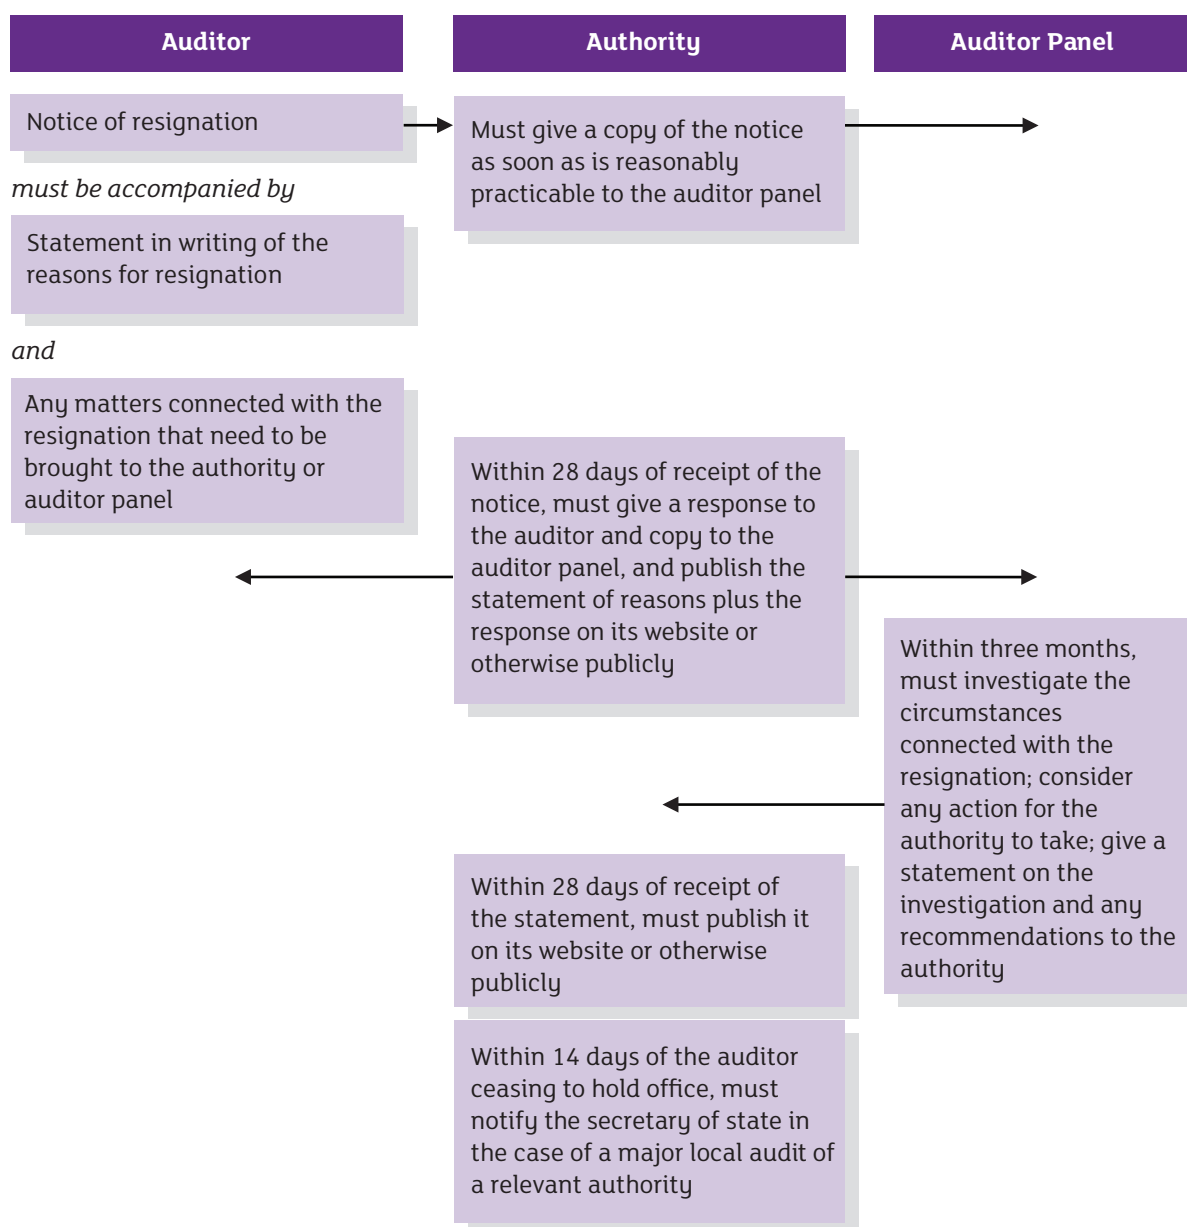 Auditor
Authority
Auditor Panel
Notice of resignation
must be accompanied by
Statement in writing of the
reasons for resignation
and
Any matters connected with the
resignation that need to be
brought to the authority or
auditor panel
Must give a copy of the notice
as soon as is reasonably
practicable to the auditor panel
Within 28 days of receipt of the
notice, must give a response to
the auditor and copy to the
auditor panel, and publish the
statement of reasons plus the
response on its website or
otherwise publicly
Within three months,
must investigate the
circumstances
connected with the
resignation; consider
any action for the
authority to take; give a
statement on the
investigation and any
recommendations to the
authority
Within 28 days of receipt of
the statement, must publish it
on its website or otherwise
publicly
Within 14 days of the auditor
ceasing to hold office, must
notify the secretary of state in
the case of a major local audit of
a relevant authority